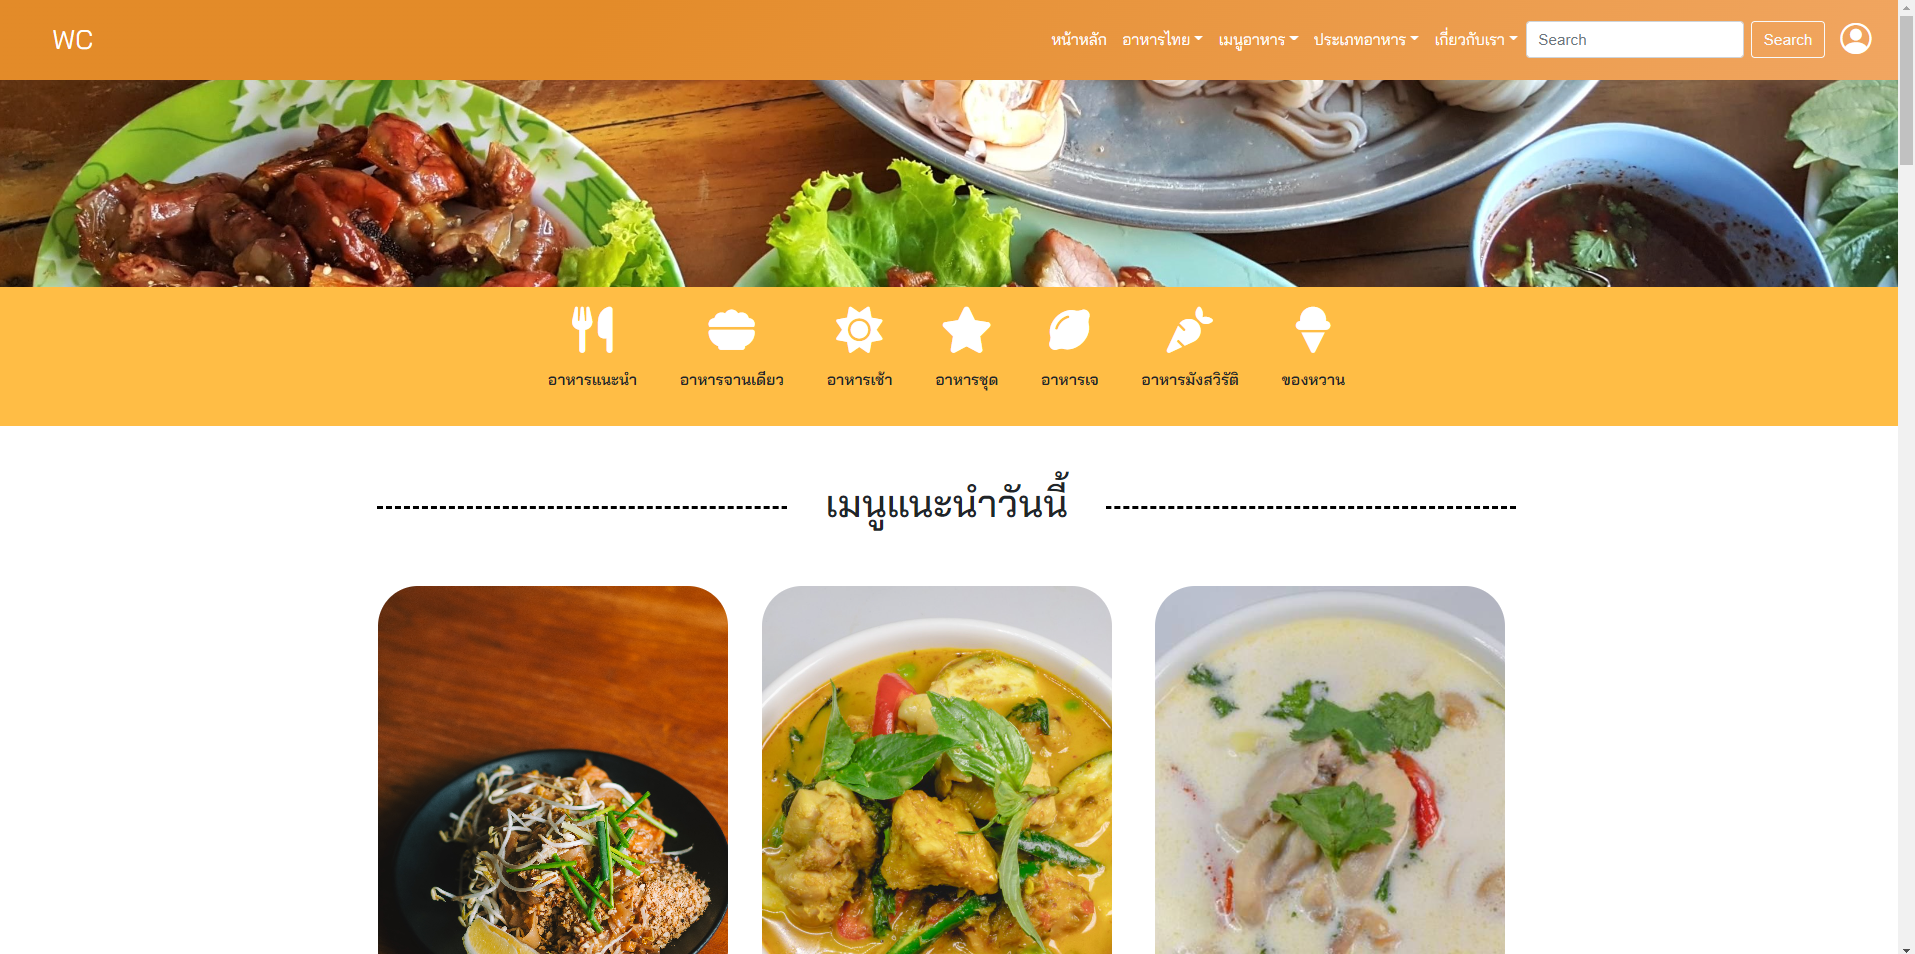 WC
หน้าหลัก อาหารไทย เมนูอาหาร ประเภทอาหาร เกี่ยวกับเรา Search Search
อาหารแนะนำ อาหารจานเดียว อาหารเช้า อาหารชุด อาหารเจ อาหารมังสวิรัติ ของหวาน
เมนูแนะนำวันนี้